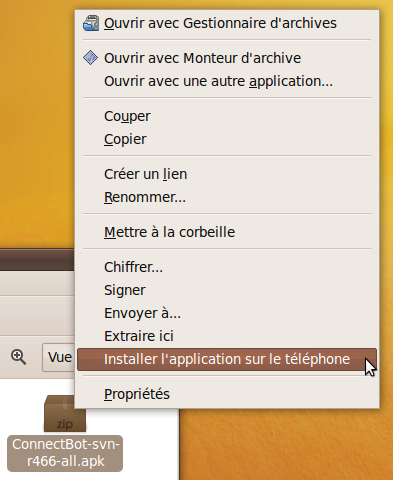 Ouvrir avec Gestionnaire d'archives
Ouvrir avec Monteur d'archive
Ouvrir avec une autre application...
Couper
Copier
Créer un lien
Renommer...
Mettre à la corbeille
Chiffrer...
Signer
Envoyer à...
Extraire ici
Installer l'application sur le téléphone
Propriétés
Vue
zip
ConnectBot-svn-
r466-all.apk